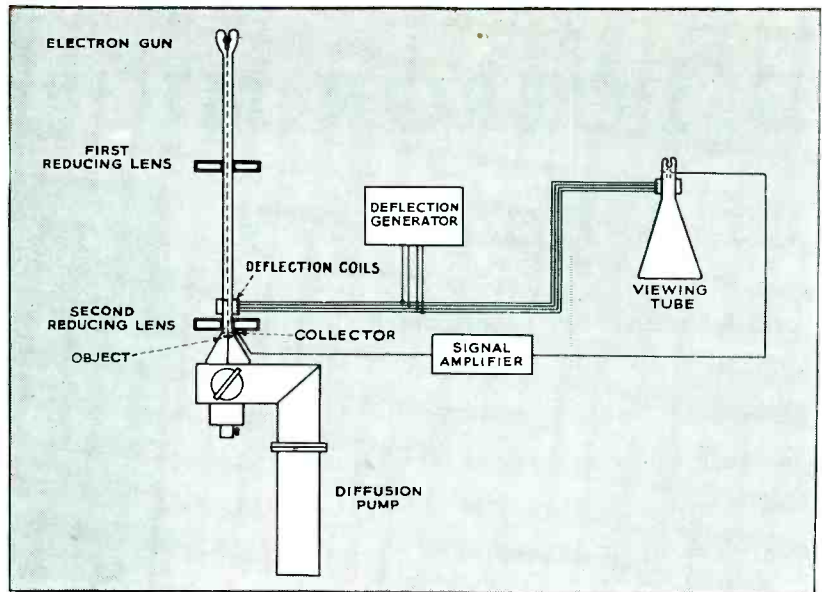 ELECTRON GUN
FIRST
REDUCING LENS
DEFLECTION
GENERATOR
DEFLECTION COILS
VIEWING
TUBE
SECOND
REDUCING LENS
COLLECTOR
OBJECT
SIGNAL
AMPLIFIER
DIFFUSION
PUMP